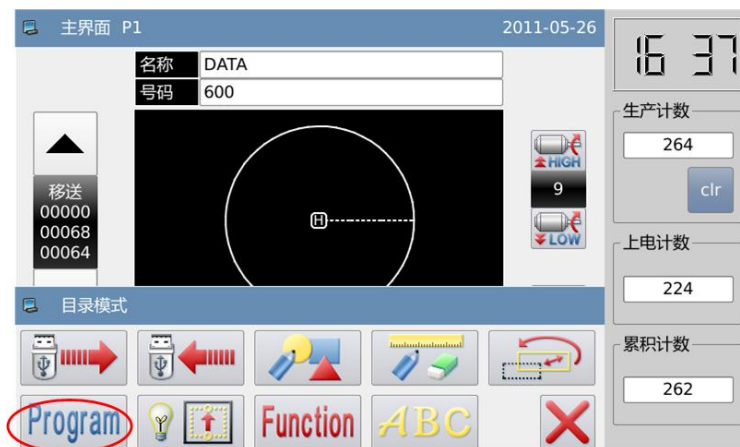 主界面 P1 2011-05-26
16 37
名称 DATA
号码 600
生产计数
264
clr
移送
00000
00068
00064
H
HIGH
9
LOW
上电计数
224
目录模式
累积计数
262
Program
Function
ABC